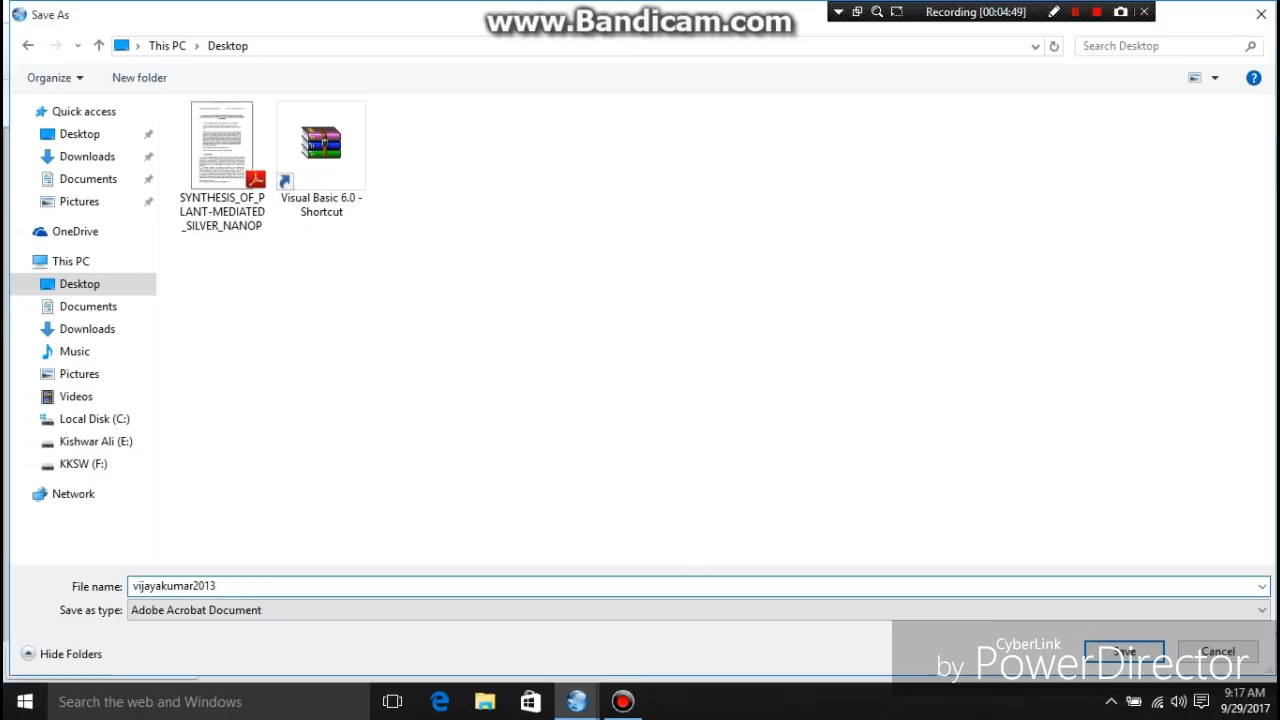 Save As
www.Bandicam.com
Recording [00:04:49]
This PC
Desktop
Search Desktop
Organize
New folder
Quick access
Desktop
Downloads
Documents
Pictures
OneDrive
This PC
Desktop
Documents
Downloads
Music
Pictures
Videos
Local Disk (C:)
Kishwar Ali (E:)
KKSW (F:)
Network
SYNTHESIS_OF_P
LANT-MEDIATED
_SILVER_NANOP
Visual Basic 6.0 -
Shortcut
File name: vijayakumar2013
Save as type: Adobe Acrobat Document
Hide Folders
Save
Cancel
CyberLink
by PowerDirector
Search the web and Windows
9:17 AM
9/29/2017